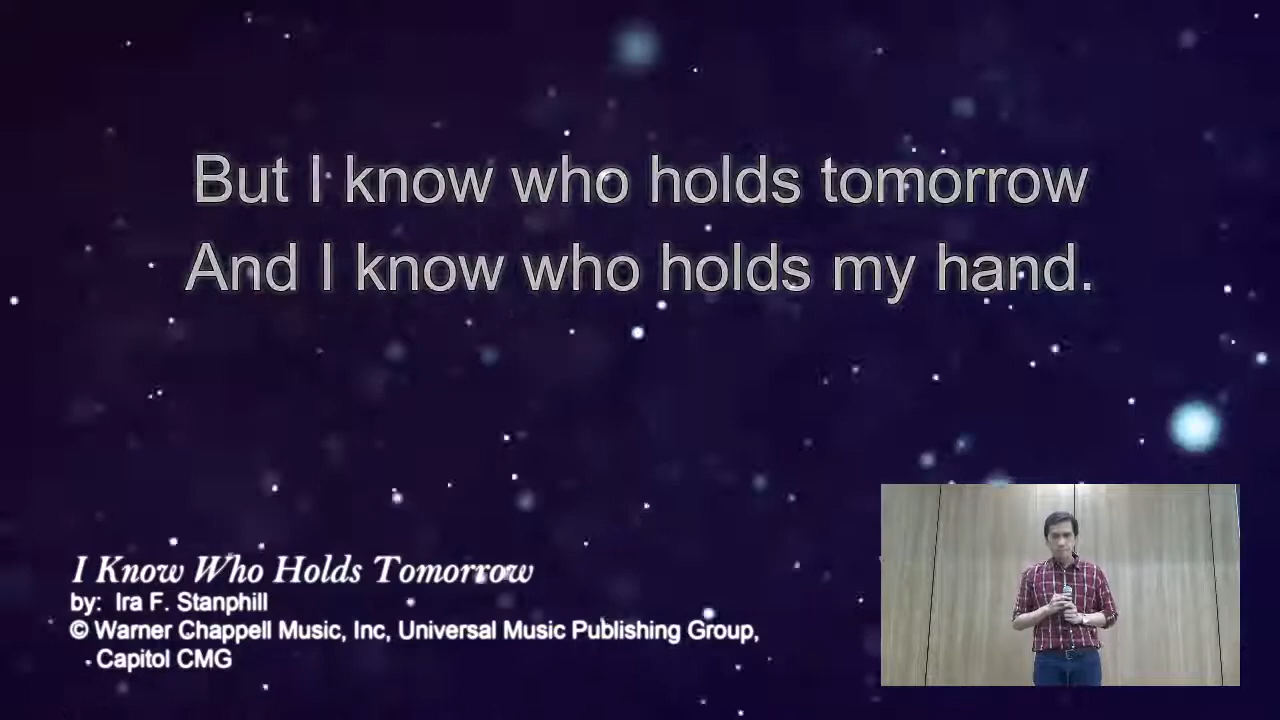 But I know who holds tomorrow
And I know who holds my hand.
I Know Who Holds Tomorrow
by:  Ira F. Stanphill
© Warner Chappell Music, Inc, Universal Music Publishing Group,
Capitol CMG